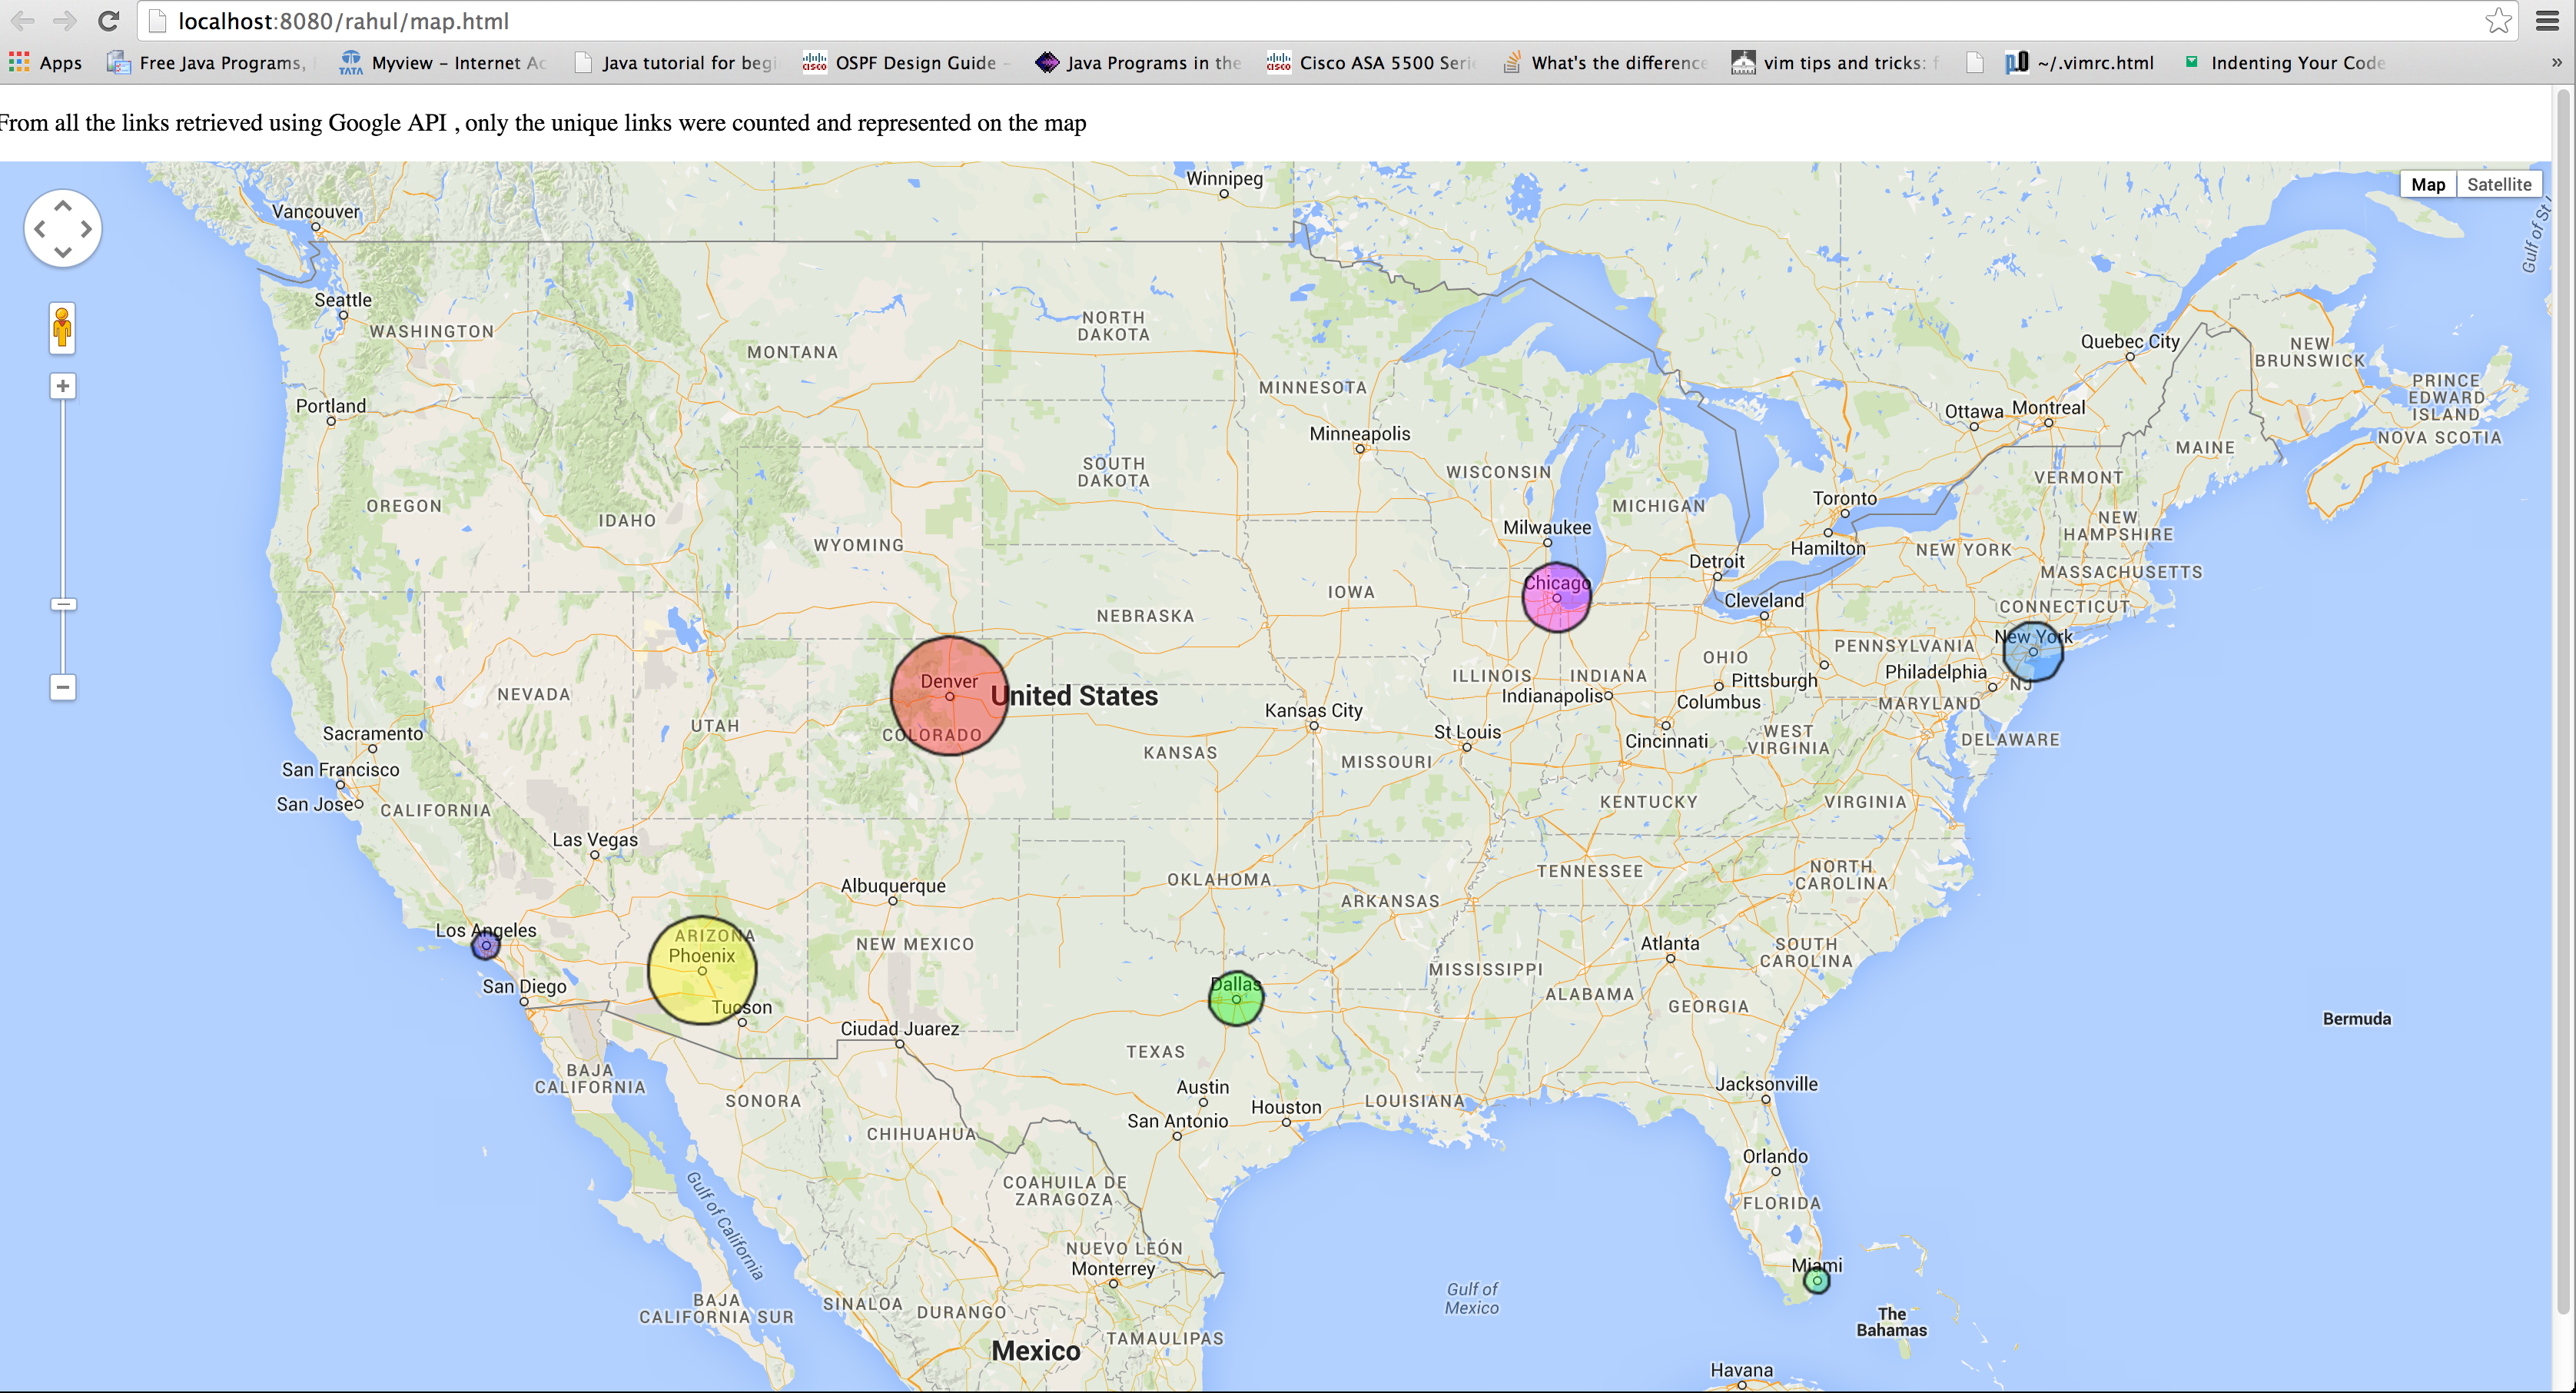 localhost:8080/rahul/map.html
Apps Free Java Programs, Myview – Internet Ac Java tutorial for begi OSPF Design Guide – Java Programs in the Cisco ASA 5500 Seri What's the difference vim tips and tricks: f ~/.vimrc.html Indenting Your Code »
From all the links retrieved using Google API , only the unique links were counted and represented on the map
Winnipeg
Map Satellite
Vancouver
Gulf of St
Seattle
WASHINGTON
NORTH
DAKOTA
MONTANA
Quebec City
NEW
BRUNSWICK
MINNESOTA
PRINCE
EDWARD
ISLAND
Portland
Ottawa Montreal
Minneapolis
NOVA SCOTIA
MAINE
SOUTH
DAKOTA
WISCONSIN
VERMONT
OREGON
IDAHO
MICHIGAN
Toronto
NEW
HAMPSHIRE
Milwaukee
WYOMING
Hamilton
NEW YORK
Detroit
MASSACHUSETTS
Chicago
IOWA
Cleveland
CONNECTICUT
NEBRASKA
New York
PENNSYLVANIA
OHIO
ILLINOIS
INDIANA
Philadelphia
Pittsburgh
Denver
NJ
NEVADA
United States
Indianapolis
Columbus
MARYLAND
Kansas City
UTAH
COLORADO
Sacramento
St Louis
Cincinnati
WEST
VIRGINIA
DELAWARE
KANSAS
MISSOURI
San Francisco
San Jose
CALIFORNIA
KENTUCKY
VIRGINIA
Las Vegas
NORTH
CAROLINA
TENNESSEE
OKLAHOMA
Albuquerque
ARKANSAS
Los Angeles
ARIZONA
Phoenix
NEW MEXICO
Atlanta
SOUTH
CAROLINA
MISSISSIPPI
San Diego
Dallas
ALABAMA
GEORGIA
Tucson
Bermuda
Ciudad Juarez
TEXAS
BAJA
CALIFORNIA
Austin
Jacksonville
SONORA
Houston
LOUISIANA
San Antonio
CHIHUAHUA
Orlando
COAHUILA DE
ZARAGOZA
FLORIDA
Gulf of California
NUEVO LEÓN
Monterrey
Miami
Gulf of
Mexico
BAJA
CALIFORNIA SUR
SINALOA
DURANGO
The
Bahamas
TAMAULIPAS
Mexico
Havana